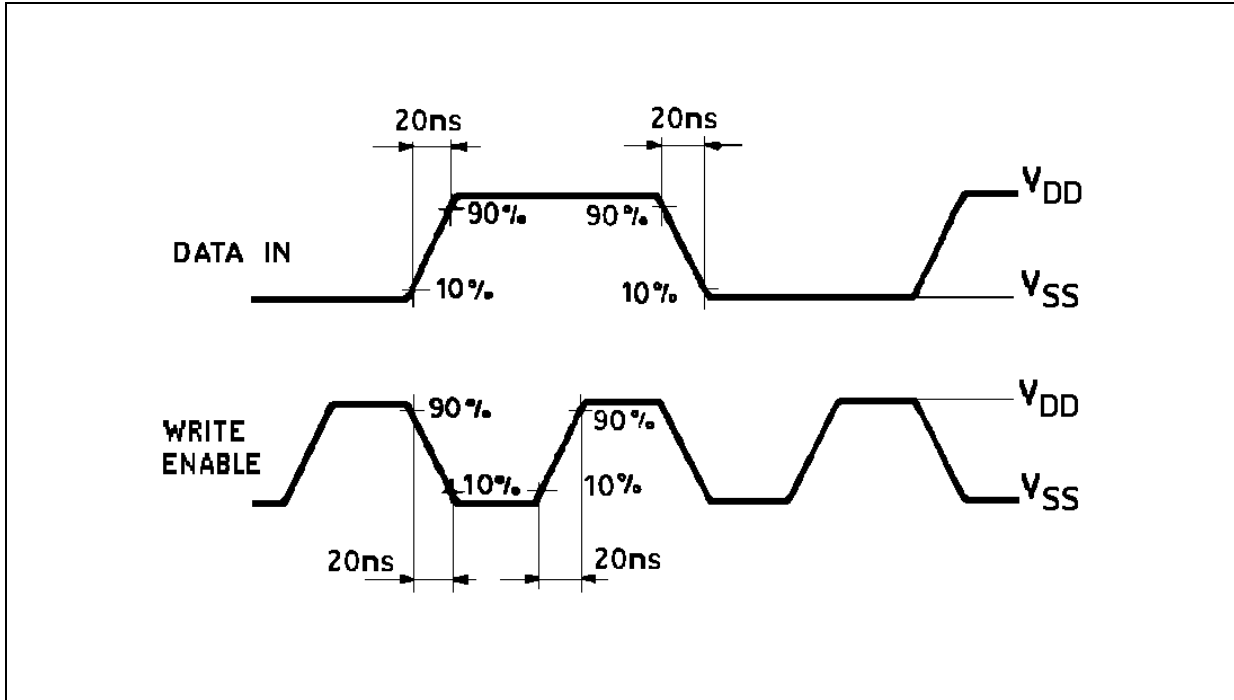 20ns 20ns
VDD
90% 90%
DATA IN
10% 10%
VSS
VDD
90% 90%
WRITE
ENABLE
10% 10%
VSS
20ns 20ns